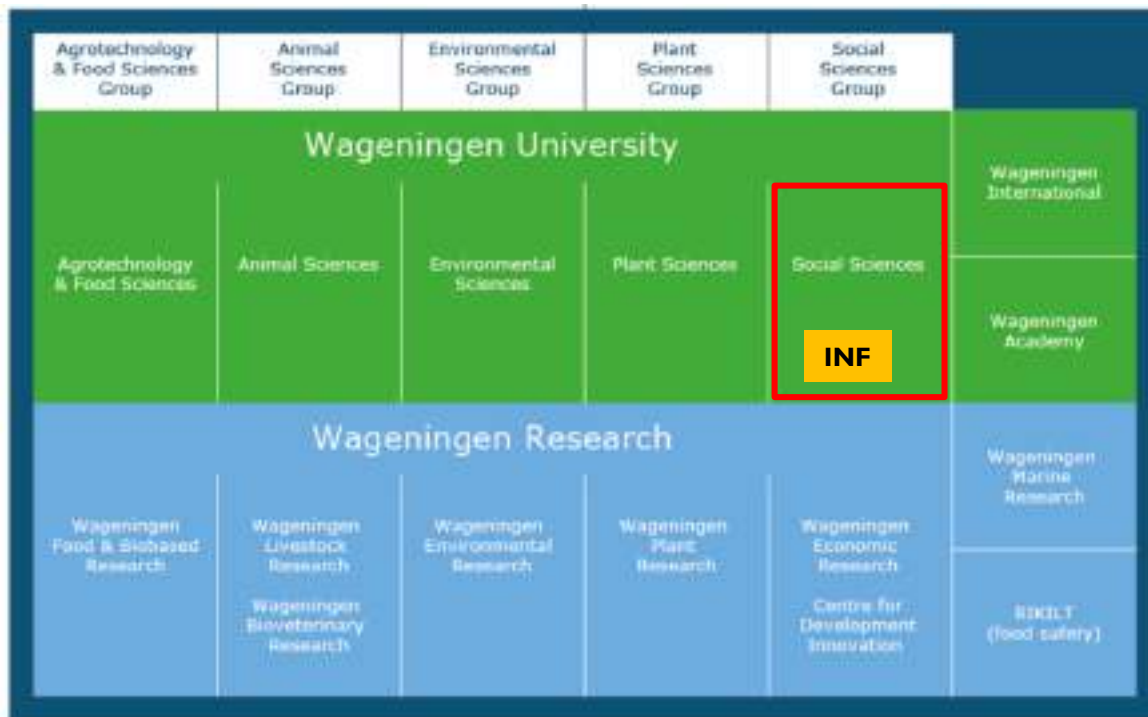 Agrotechnology
& Food Sciences
Group
Animal
Sciences
Group
Environmental
Sciences
Group
Plant
Sciences
Group
Social
Sciences
Group
Wageningen University
Agrotechnology
& Food Sciences
Animal Sciences
Environmental
Sciences
Plant Sciences
Social Sciences
INF
Wageningen
International
Wageningen
Academy
Wageningen Research
Wageningen
Food & Biobased
Research
Wageningen
Livestock
Research
Wageningen
Bioveterinary
Research
Wageningen
Environmental
Research
Wageningen
Plant
Research
Wageningen
Economic
Research
Centre for
Development
Innovation
Wageningen
Marine
Research
RIKILT
(food safety)